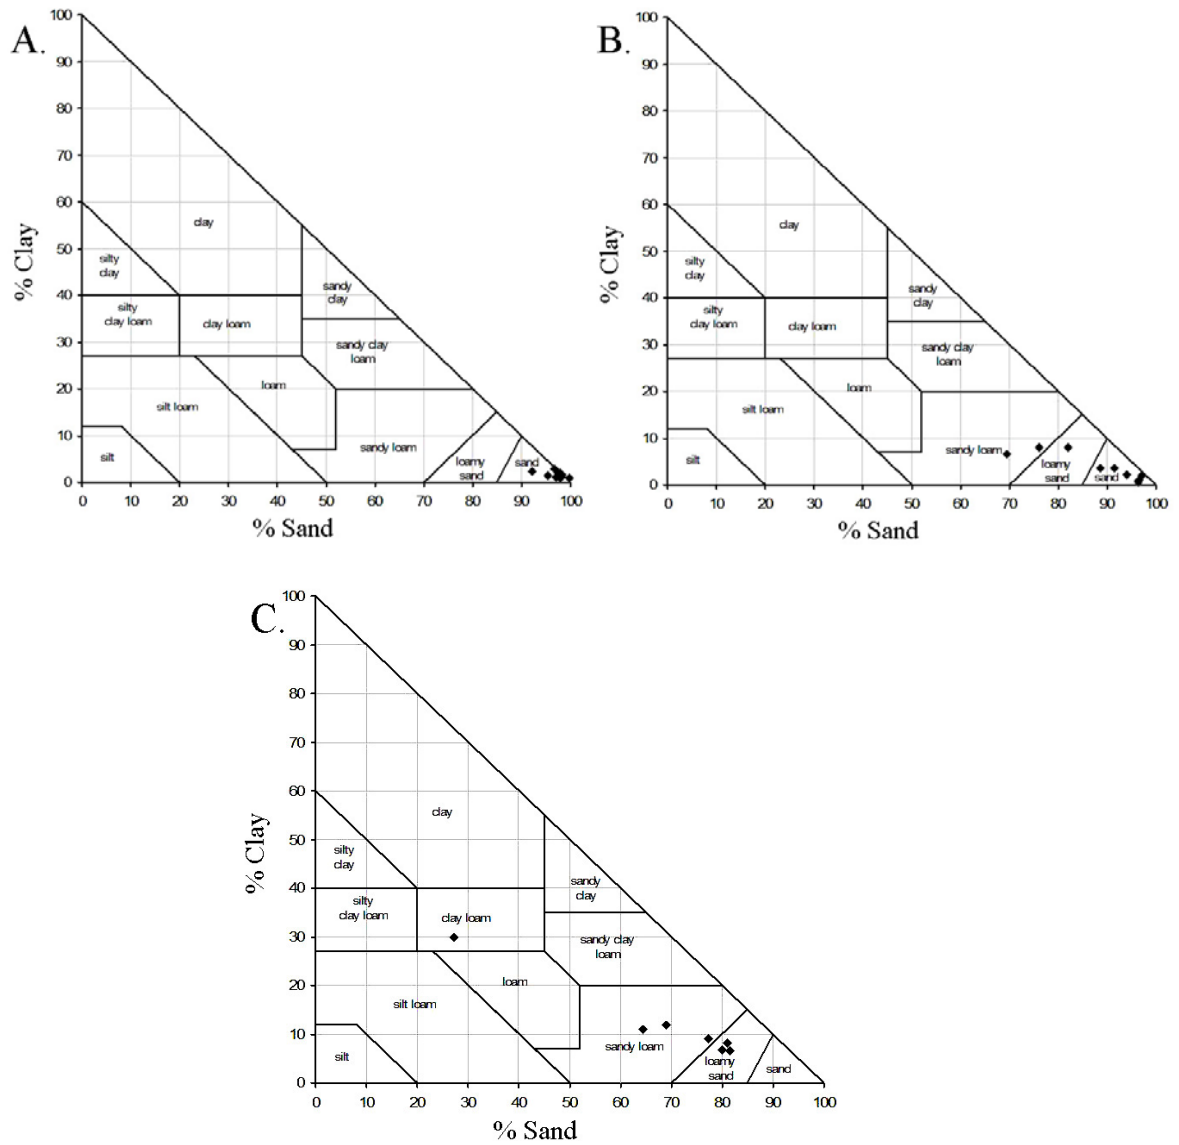 A.
100
90
80
70
60
50
40
30
20
10
0
% Clay
clay
silty
clay
sandy
clay
silty
clay loam
clay loam
sandy clay
loam
loam
silt loam
sandy loam
silt
loamy
sand
sand
0 10 20 30 40 50 60 70 80 90 100
% Sand
B.
100
90
80
70
60
50
40
30
20
10
0
% Clay
clay
silty
clay
sandy
clay
silty
clay loam
clay loam
sandy clay
loam
loam
silt loam
sandy loam
silt
loamy
sand
sand
0 10 20 30 40 50 60 70 80 90 100
% Sand
C.
100
90
80
70
60
50
40
30
20
10
0
% Clay
clay
silty
clay
sandy
clay
silty
clay loam
clay loam
sandy clay
loam
loam
silt loam
sandy loam
silt
loamy
sand
sand
0 10 20 30 40 50 60 70 80 90 100
% Sand